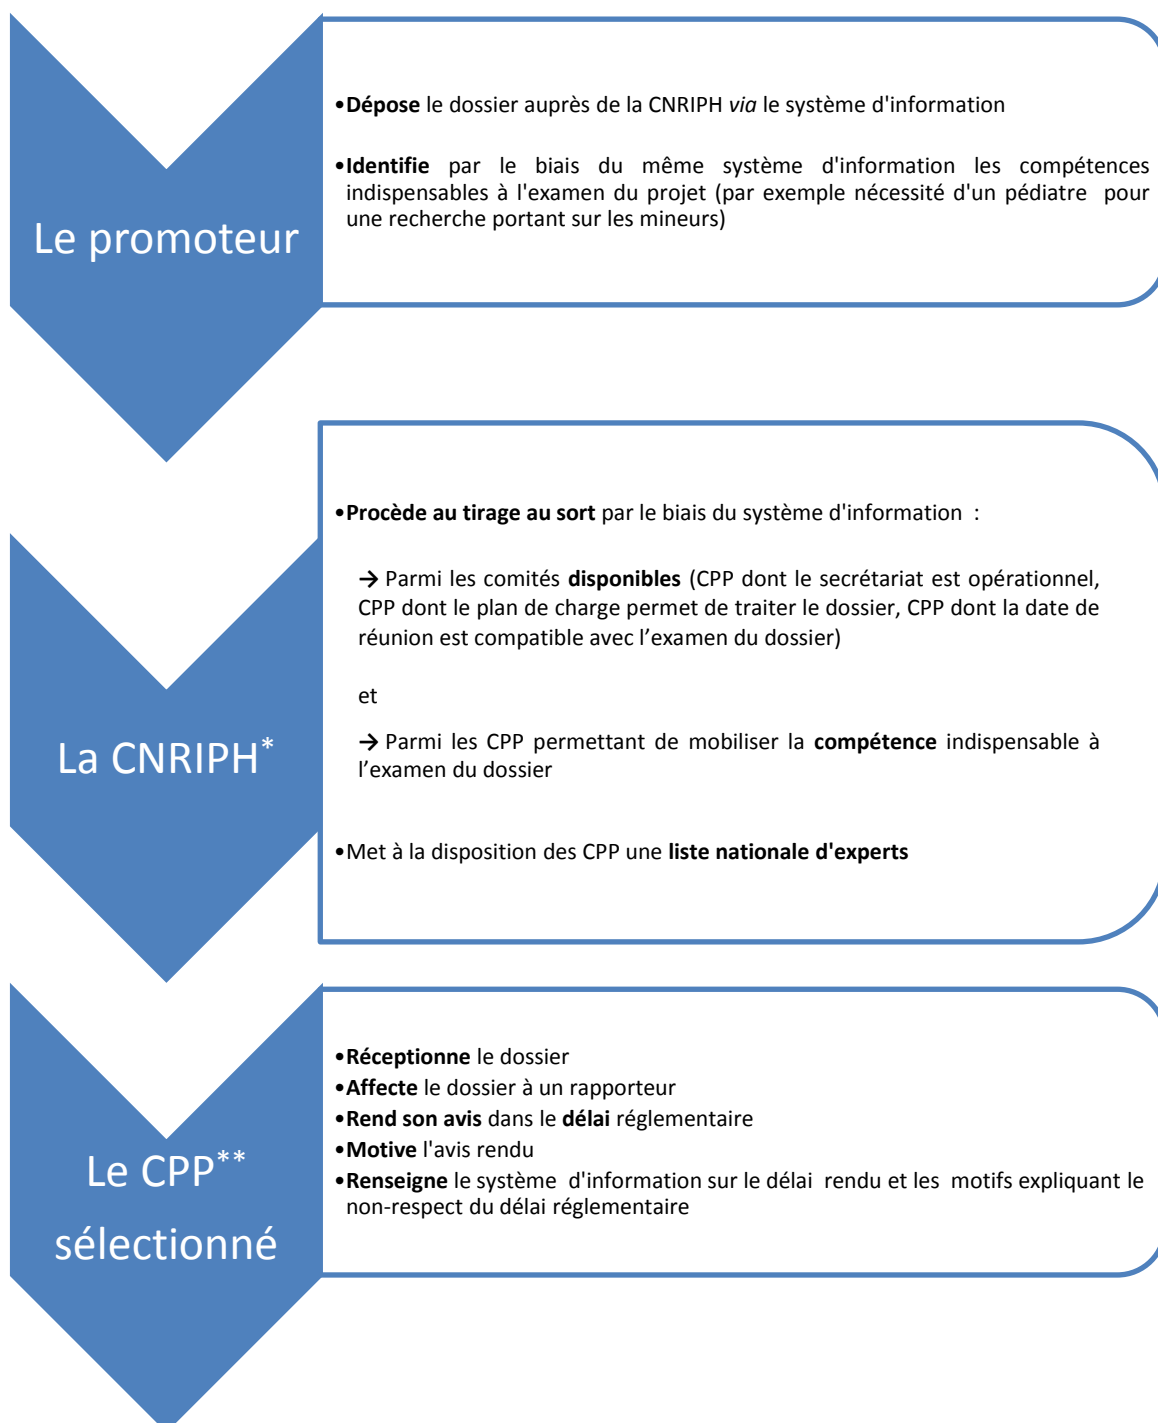 Le promoteur
•Dépose le dossier auprès de la CNRIPH via le système d'information
•Identifie par le biais du même système d'information les compétences
indispensables à l'examen du projet (par exemple nécessité d'un pédiatre pour
une recherche portant sur les mineurs)
La CNRIPH*
•Procède au tirage au sort par le biais du système d'information :
→ Parmi les comités disponibles (CPP dont le secrétariat est opérationnel,
CPP dont le plan de charge permet de traiter le dossier, CPP dont la date de
réunion est compatible avec l’examen du dossier)
et
→ Parmi les CPP permettant de mobiliser la compétence indispensable à
l’examen du dossier
•Met à la disposition des CPP une liste nationale d'experts
Le CPP**
sélectionné
•Réceptionne le dossier
•Affecte le dossier à un rapporteur
•Rend son avis dans le délai réglementaire
•Motive l'avis rendu
•Renseigne le système d'information sur le délai rendu et les motifs expliquant le
non-respect du délai réglementaire